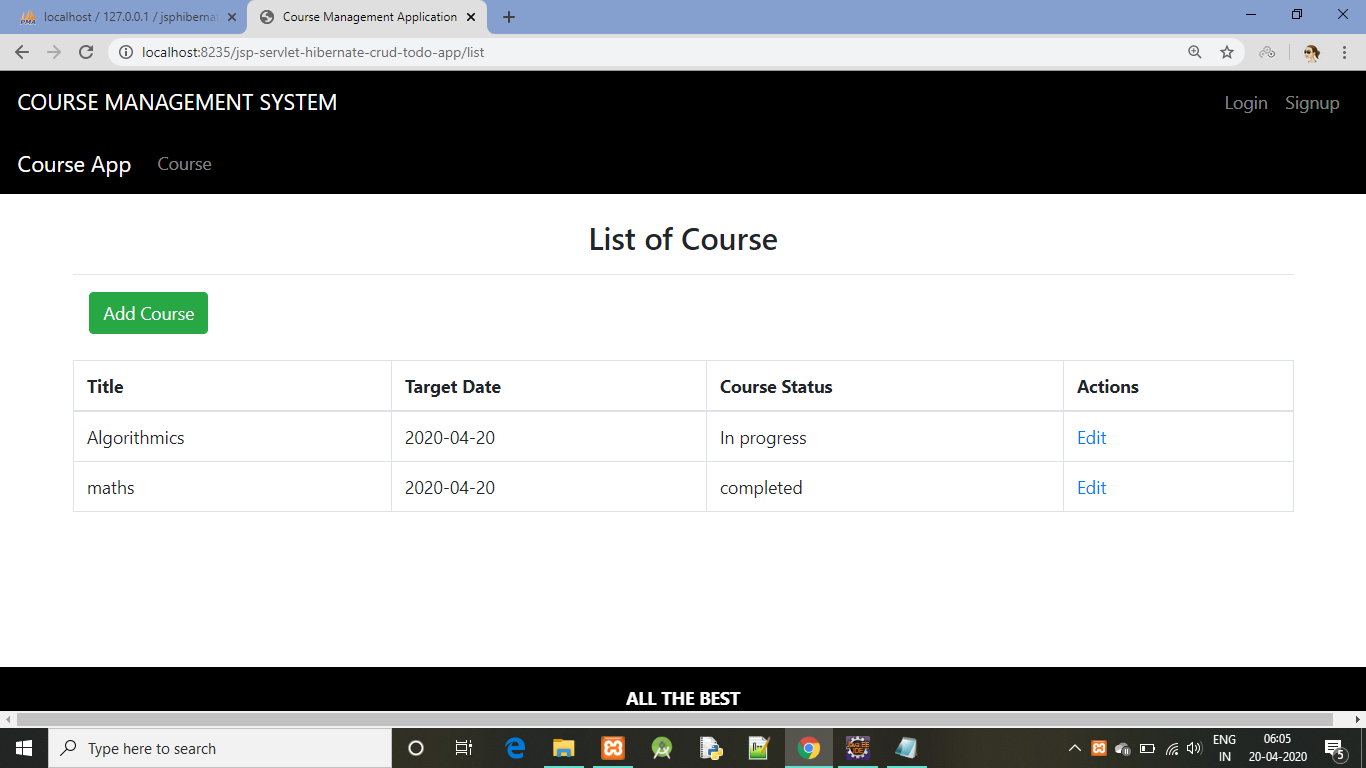 localhost / 127.0.0.1 / jsphibernat
Course Management Application
localhost:8235/jsp-servlet-hibernate-crud-todo-app/list
COURSE MANAGEMENT SYSTEM Login Signup
Course App Course
List of Course
Add Course
Title Target Date Course Status Actions
Algorithmics 2020-04-20 In progress Edit
maths 2020-04-20 completed Edit
ALL THE BEST
Type here to search
ENG 06:05
IN 20-04-2020 5